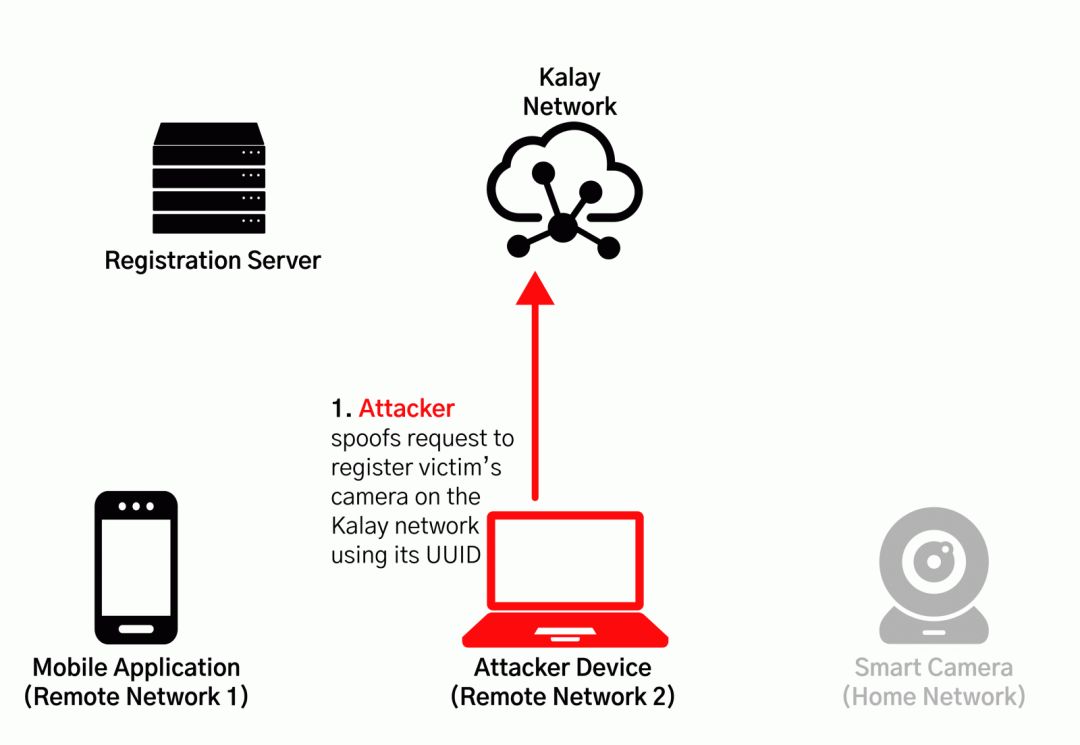 Kalay
Network
Registration Server
1. Attacker
spoofs request to
register victim's
camera on the
Kalay network
using its UUID
Mobile Application
(Remote Network 1)
Attacker Device
(Remote Network 2)
Smart Camera
(Home Network)